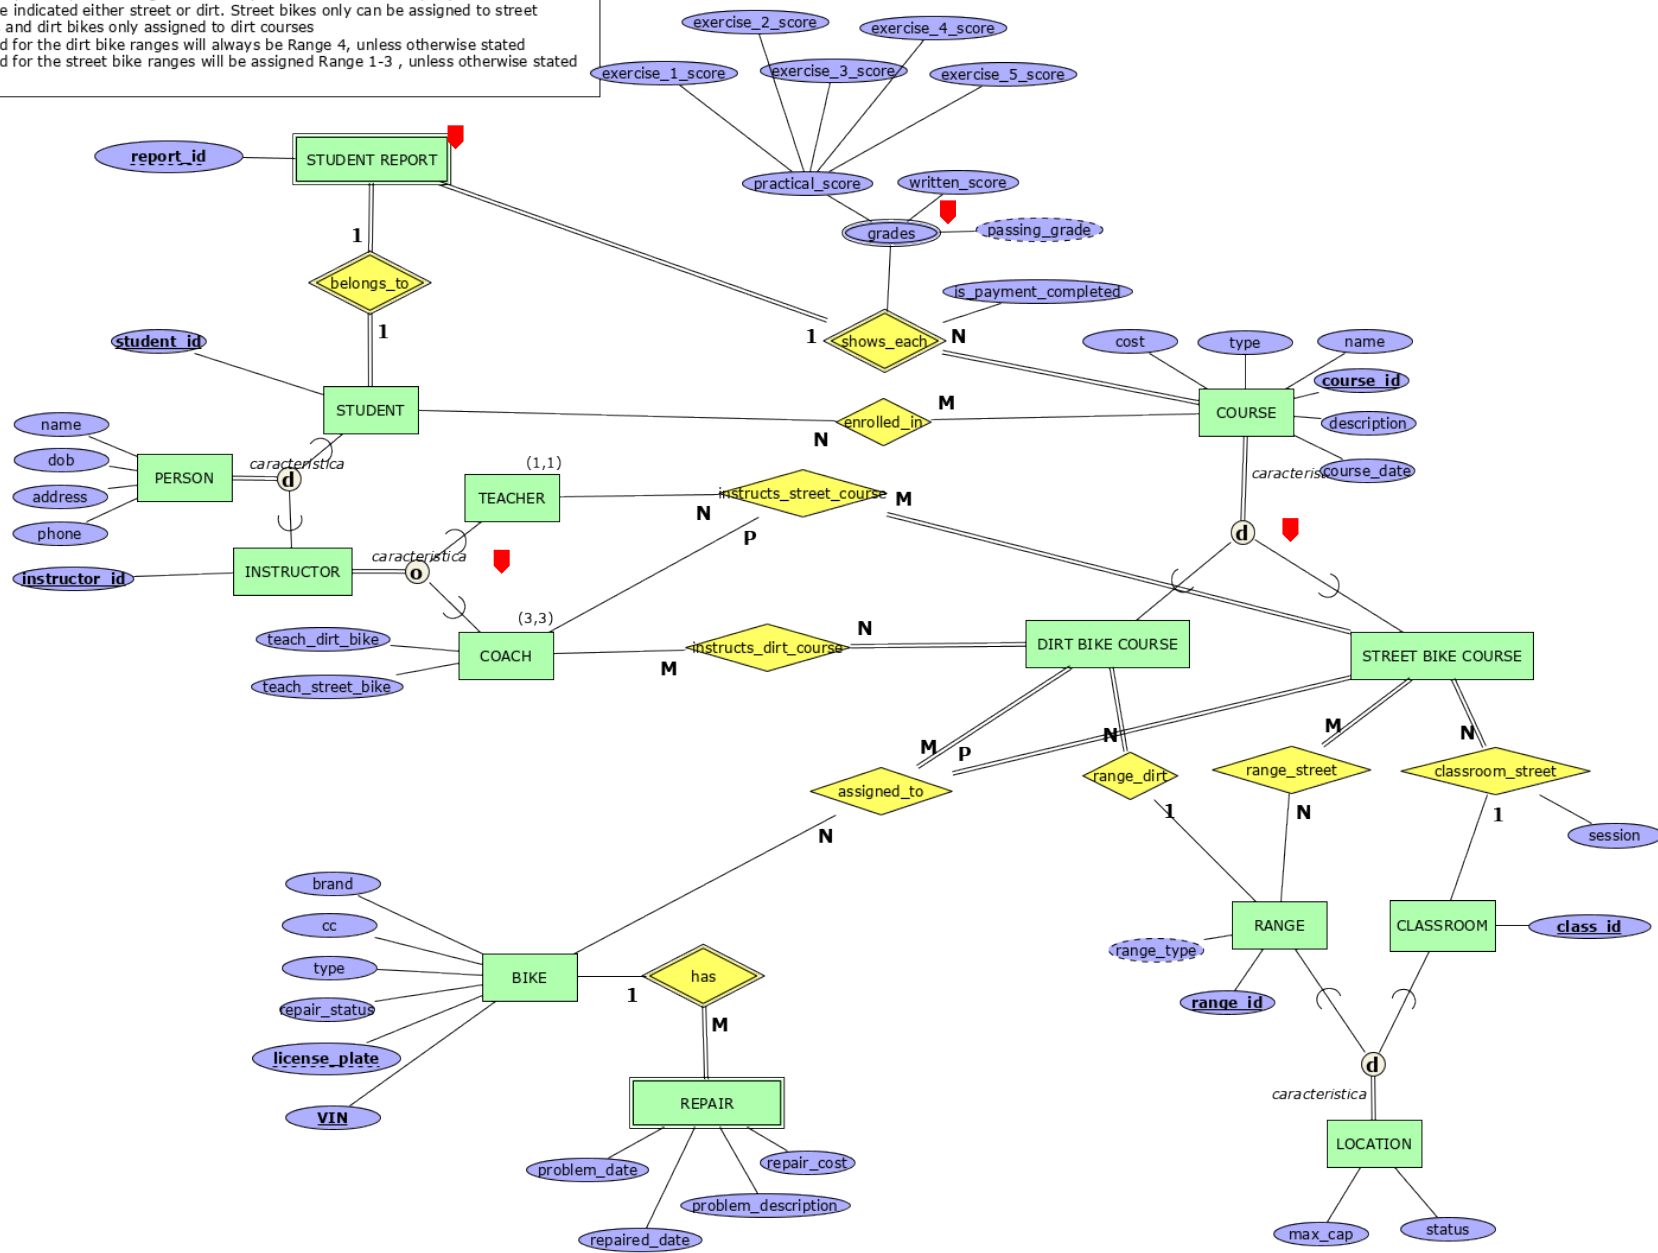 e indicated either street or dirt. Street bikes only can be assigned to street
and dirt bikes only assigned to dirt courses
d for the dirt bike ranges will always be Range 4, unless otherwise stated
d for the street bike ranges will be assigned Range 1-3 , unless otherwise stated
exercise_2_score
exercise_4_score
exercise_1_score
exercise_3_score
exercise_5_score
report_id
STUDENT REPORT
practical_score
written_score
grades
passing_grade
1
belongs_to
1
is_payment_completed
1
shows_each
N
student_id
cost
type
name
course_id
STUDENT
M
COURSE
enrolled_in
N
description
name
dob
PERSON
caracteristica
d
address
phone
(1,1)
TEACHER
instructs_street_course
M
N
P
course_date
d
caracteristica
INSTRUCTOR
o
instructor_id
(3,3)
teach_dirt_bike
COACH
teach_street_bike
instructs_dirt_course
N
M
DIRT BIKE COURSE
STREET BIKE COURSE
M
P
N
M
N
assigned_to
range_dirt
range_street
classroom_street
N
1
N
1
session
brand
cc
type
repair_status
license_plate
VIN
BIKE
1
has
M
RANGE
CLASSROOM
class_id
range_type
range_id
d
caracteristica
REPAIR
LOCATION
problem_date
repair_cost
problem_description
repaired_date
max_cap
status